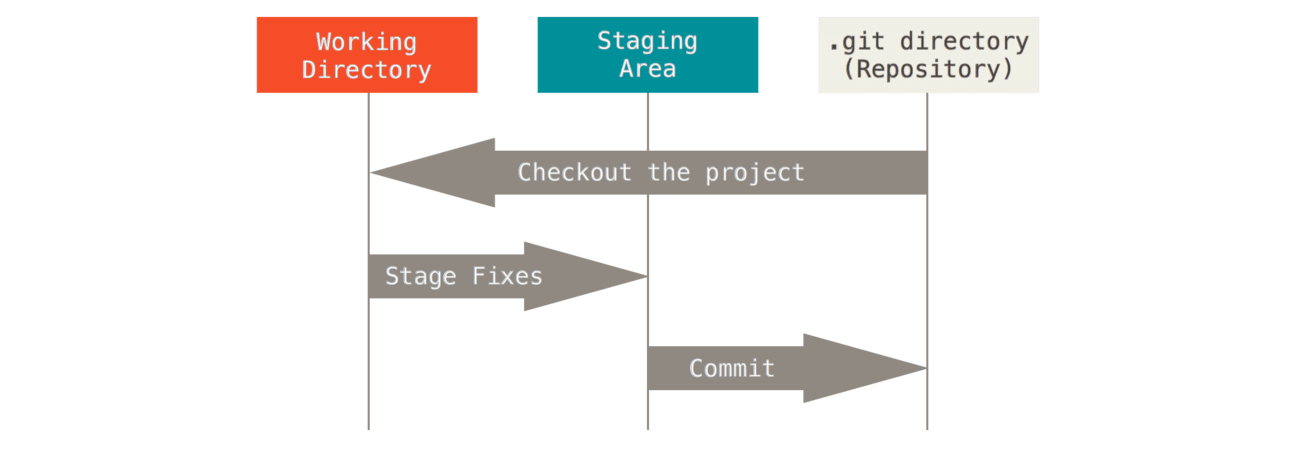 Working
Directory
Staging
Area
.git directory
(Repository)
Checkout the project
Stage Fixes
Commit